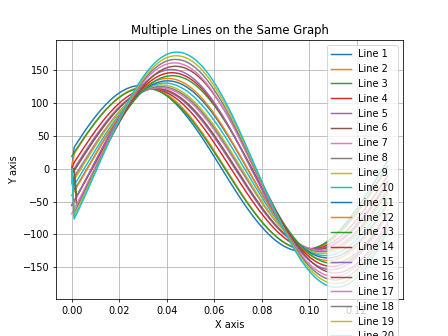 Multiple Lines on the Same Graph
Y axis
150
100
50
0
−50
−100
−150
0.00
0.02
0.04
0.06
0.08
0.10
X axis
Line 1
Line 2
Line 3
Line 4
Line 5
Line 6
Line 7
Line 8
Line 9
Line 10
Line 11
Line 12
Line 13
Line 14
Line 15
Line 16
Line 17
Line 18
Line 19
Line 20